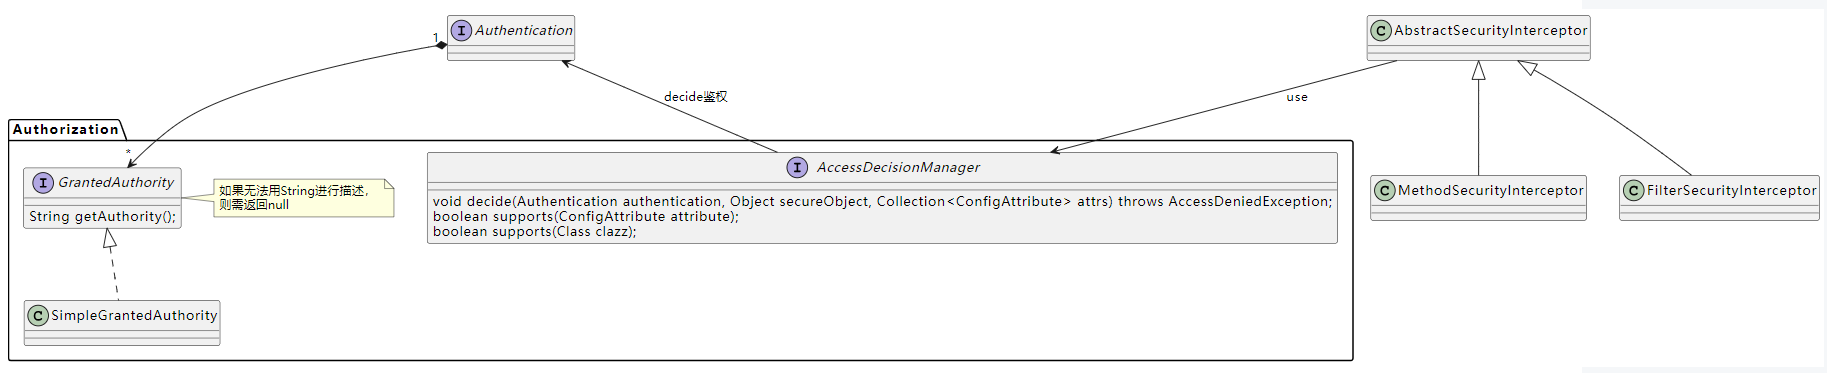 I Authentication
C AbstractSecurityInterceptor
1
decide鉴权
use
Authorization
*
I GrantedAuthority
String getAuthority();
如果无法用String进行描述，
则需返回null
I AccessDecisionManager
void decide(Authentication authentication, Object secureObject, Collection<ConfigAttribute> attrs) throws AccessDeniedException;
boolean supports(ConfigAttribute attribute);
boolean supports(Class clazz);
C MethodSecurityInterceptor
C FilterSecurityInterceptor
C SimpleGrantedAuthority